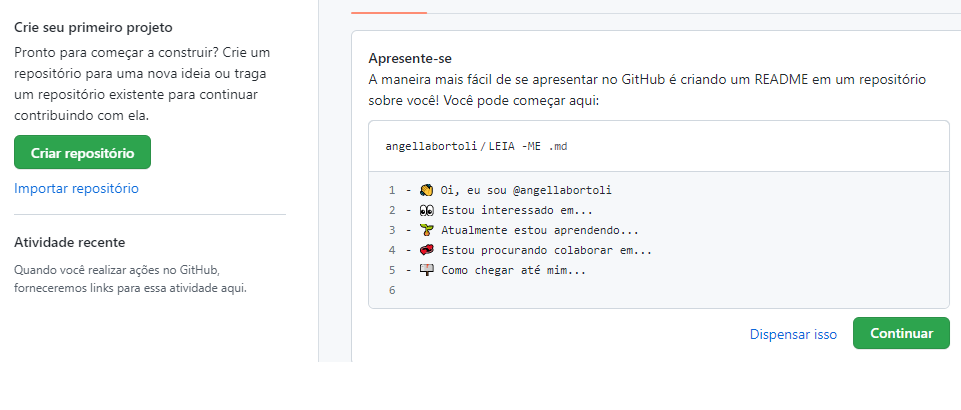 Crie seu primeiro projeto
Pronto para começar a construir? Crie um
repositório para uma nova ideia ou traga
um repositório existente para continuar
contribuindo com ela.
Criar repositório
Importar repositório
Atividade recente
Quando você realizar ações no GitHub,
forneceremos links para essa atividade aqui.
Apresente-se
A maneira mais fácil de se apresentar no GitHub é criando um README em um repositório
sobre você! Você pode começar aqui:
angellabortoli / LEIA -ME .md
1 - 👋 Oi, eu sou @angellabortoli
2 - 👀 Estou interessado em...
3 - 🌱 Atualmente estou aprendendo...
4 - 💞️ Estou procurando colaborar em...
5 - 📫 Como chegar até mim...
6
Dispensar isso
Continuar